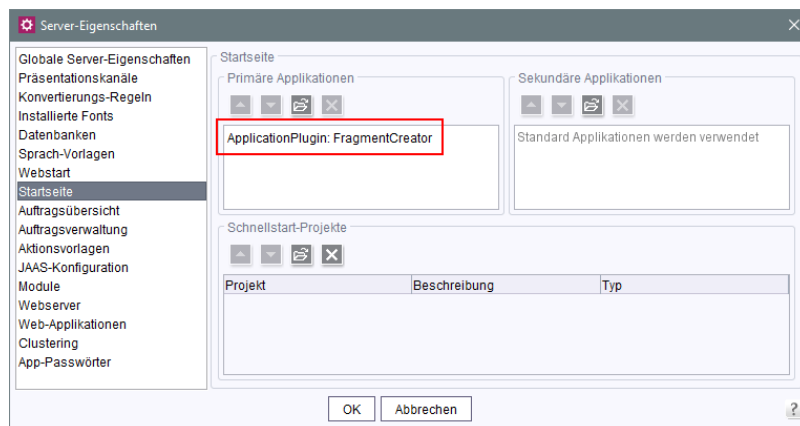 Server-Eigenschaften
Globale Server-Eigenschaften
Präsentationskanäle
Konvertierungs-Regeln
Installierte Fonts
Datenbanken
Sprach-Vorlagen
Webstart
Startseite
Auftragsübersicht
Auftragsverwaltung
Aktionsvorlagen
JAAS-Konfiguration
Module
Webserver
Web-Applikationen
Clustering
App-Passwörter
Startseite
Primäre Applikationen
ApplicationPlugin: FragmentCreator
Sekundäre Applikationen
Standard Applikationen werden verwendet
Schnellstart-Projekte
Projekt Beschreibung Typ
OK Abbrechen ?